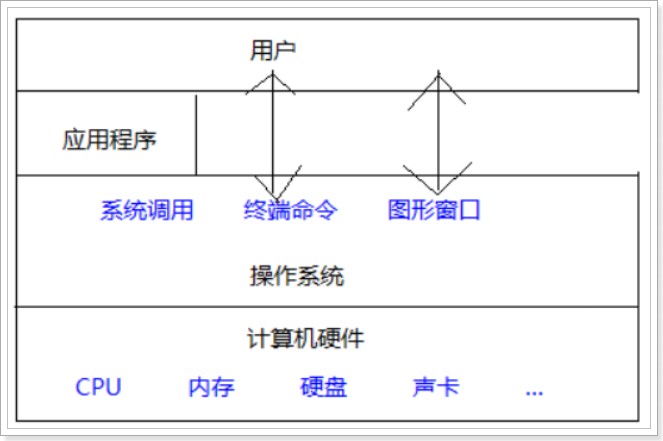 用户
应用程序
系统调用 终端命令 图形窗口
操作系统
计算机硬件
CPU 内存 硬盘 声卡 ...